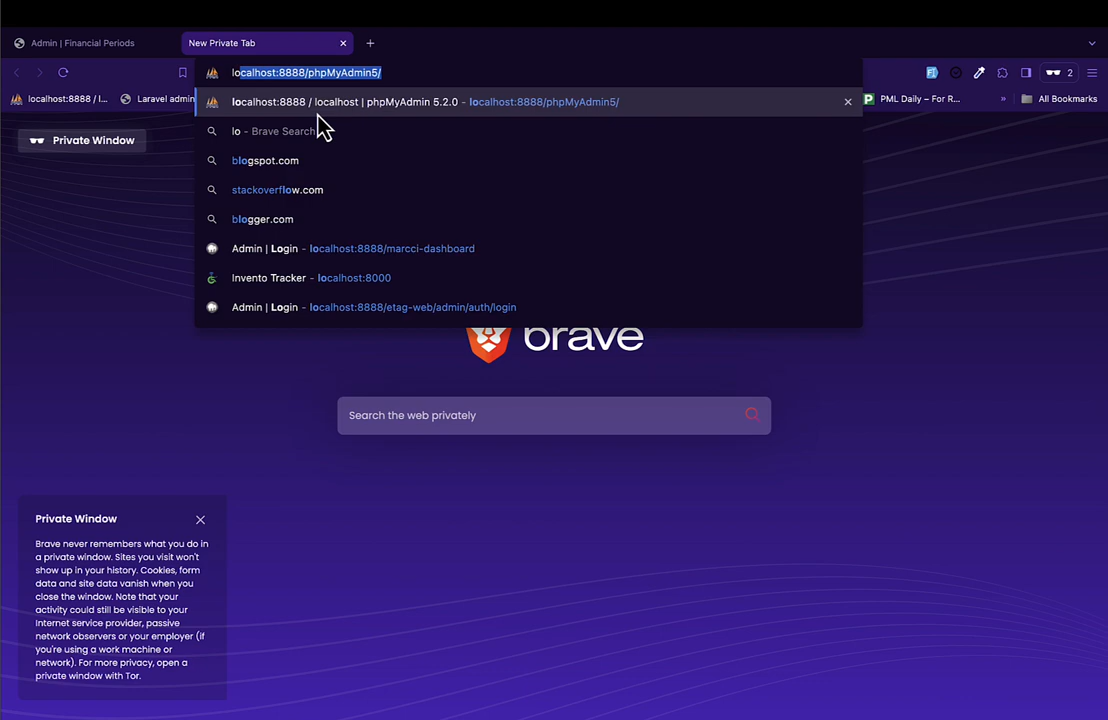 Admin | Financial Periods
New Private Tab
localhost:8888/phpMyAdmin5/
2
localhost:8888 / l...
Laravel admin
PML Daily – For R...
»
All Bookmarks
localhost:8888 / localhost | phpMyAdmin 5.2.0 – localhost:8888/phpMyAdmin5/
lo - Brave Search
blogspot.com
stackoverflow.com
blogger.com
Admin | Login – localhost:8888/marcci-dashboard
Invento Tracker – localhost:8000
Admin | Login – localhost:8888/etag-web/admin/auth/login
Private Window
brave
Search the web privately
Private Window
Brave never remembers what you do in
a private window. Sites you visit won't
show up in your history. Cookies, form
data and site data vanish when you
close the window. Note that your
activity could still be visible to your
Internet service provider, passive
network observers or your employer (if
you're using a work machine or
network). For more privacy, open a
private window with Tor.